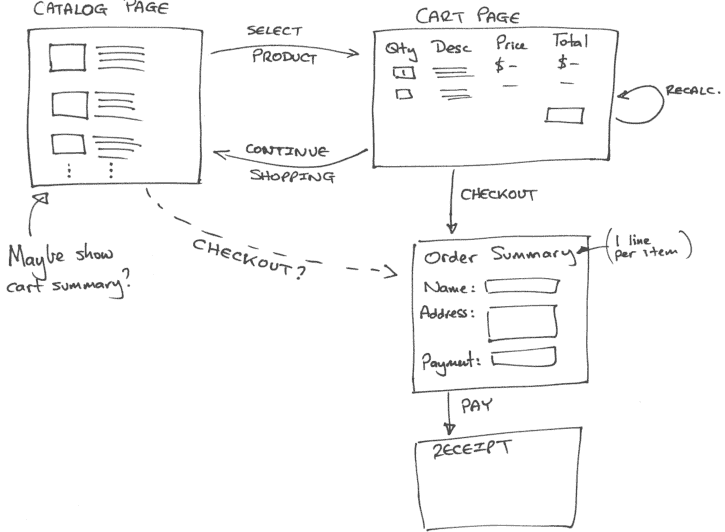 CATALOG PAGE
SELECT
PRODUCT
CART PAGE
Qty Desc Price Total
1 $- $-
-  -
RECALC.
CONTINUE
SHOPPING
CHECKOUT
Maybe show
cart summary?
CHECKOUT?
Order Summary
(1 line
per item)
Name:
Address:
Payment:
PAY
RECEIPT